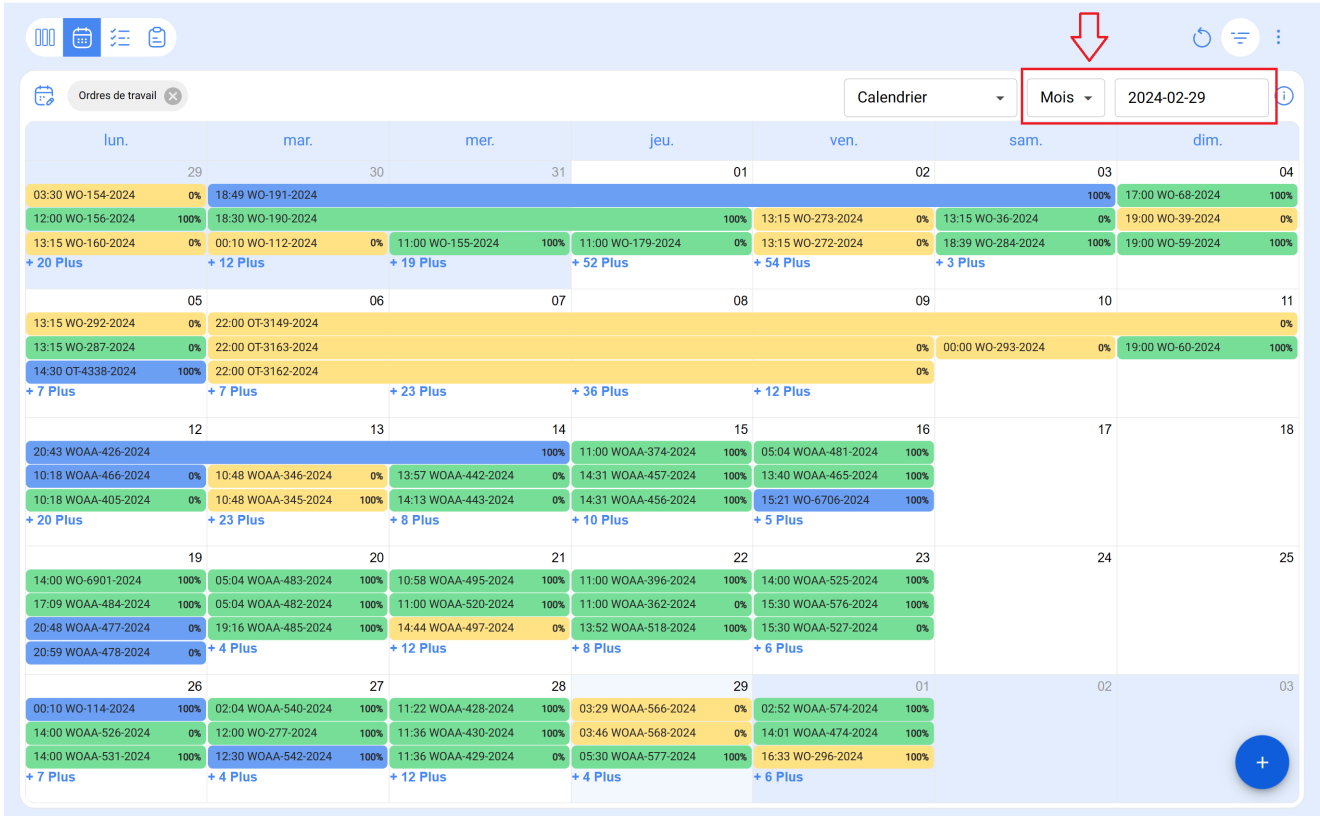 Ordres de travail
Calendrier Mois 2024-02-29
lun. mar. mer. jeu. ven. sam. dim.
29 30 31 01 02 03 04
03:30 WO-154-2024 0% 18:49 WO-191-2024 100% 17:00 WO-68-2024 100%
12:00 WO-156-2024 100% 18:30 WO-190-2024 100% 13:15 WO-273-2024 0% 13:15 WO-36-2024 0% 19:00 WO-39-2024 0%
13:15 WO-160-2024 0% 00:10 WO-112-2024 0% 11:00 WO-155-2024 100% 11:00 WO-179-2024 0% 13:15 WO-272-2024 0% 18:39 WO-284-2024 100% 19:00 WO-59-2024 100%
+ 20 Plus + 12 Plus + 19 Plus + 52 Plus + 54 Plus + 3 Plus
05 06 07 08 09 10 11
13:15 WO-292-2024 0% 22:00 OT-3149-2024 0%
13:15 WO-287-2024 0% 22:00 OT-3163-2024 0% 00:00 WO-293-2024 0% 19:00 WO-60-2024 100%
14:30 OT-4338-2024 100% 22:00 OT-3162-2024 0%
+ 7 Plus + 7 Plus + 23 Plus + 36 Plus + 12 Plus
12 13 14 15 16 17 18
20:43 WOAA-426-2024 100% 11:00 WOAA-374-2024 100% 05:04 WOAA-481-2024 100%
10:18 WOAA-466-2024 0% 10:48 WOAA-346-2024 0% 13:57 WOAA-442-2024 0% 14:31 WOAA-457-2024 100% 13:40 WOAA-465-2024 100%
10:18 WOAA-405-2024 0% 10:48 WOAA-345-2024 100% 14:13 WOAA-443-2024 0% 14:31 WOAA-456-2024 100% 15:21 WO-6706-2024 100%
+ 20 Plus + 23 Plus + 8 Plus + 10 Plus + 5 Plus
19 20 21 22 23 24 25
14:00 WO-6901-2024 100% 05:04 WOAA-483-2024 100% 10:58 WOAA-495-2024 100% 11:00 WOAA-396-2024 100% 14:00 WOAA-525-2024 100%
17:09 WOAA-484-2024 100% 05:04 WOAA-482-2024 100% 11:00 WOAA-520-2024 100% 11:00 WOAA-362-2024 0% 15:30 WOAA-576-2024 100%
20:48 WOAA-477-2024 0% 19:16 WOAA-485-2024 100% 14:44 WOAA-497-2024 0% 13:52 WOAA-518-2024 100% 15:30 WOAA-527-2024 0%
20:59 WOAA-478-2024 0% + 4 Plus + 12 Plus + 8 Plus + 6 Plus
26 27 28 29 01 02 03
00:10 WO-114-2024 100% 02:04 WOAA-540-2024 100% 11:22 WOAA-428-2024 100% 03:29 WOAA-566-2024 0% 02:52 WOAA-574-2024 100%
14:00 WOAA-526-2024 0% 12:00 WO-277-2024 100% 11:36 WOAA-430-2024 100% 03:46 WOAA-568-2024 0% 14:01 WOAA-474-2024 100%
14:00 WOAA-531-2024 100% 12:30 WOAA-542-2024 100% 11:36 WOAA-429-2024 0% 05:30 WOAA-577-2024 100% 16:33 WO-296-2024 100%
+ 7 Plus + 4 Plus + 12 Plus + 4 Plus + 6 Plus